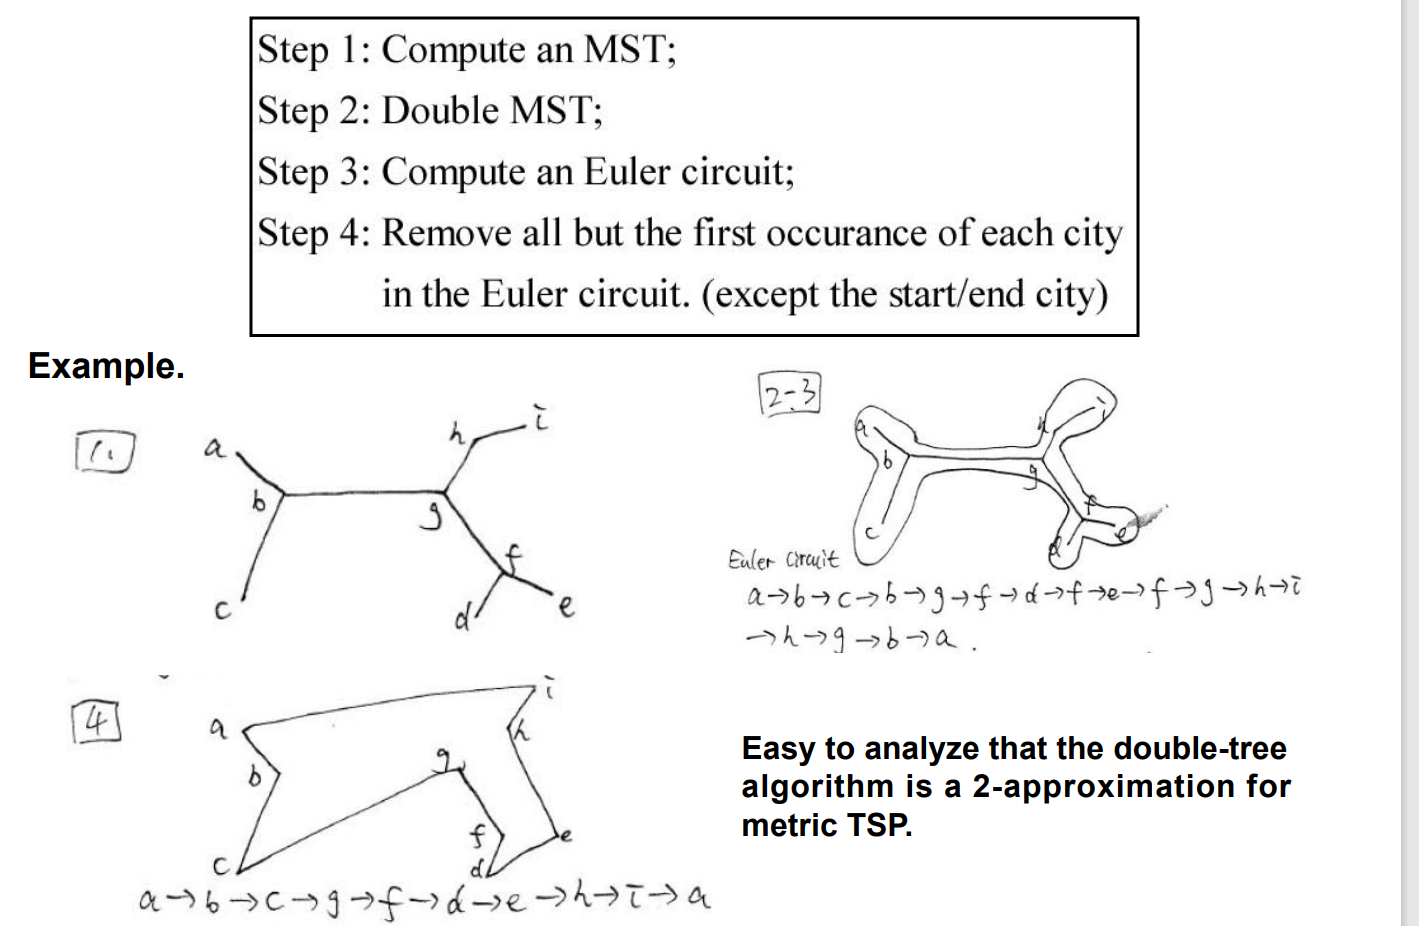 Step 1: Compute an MST;
Step 2: Double MST;
Step 3: Compute an Euler circuit;
Step 4: Remove all but the first occurance of each city
in the Euler circuit. (except the start/end city)
Example.
1.
a
b
c
g
h
i
f
d
e
2-3
a
b
c
h
i
g
f
d
e
Euler Circuit
a→b→c→b→g→f→d→f→e→f→g→h→i
→h→g→b→a.
4
a
b
c
g
i
h
f
d
e
a→b→c→g→f→d→e→h→i→a
Easy to analyze that the double-tree
algorithm is a 2-approximation for
metric TSP.